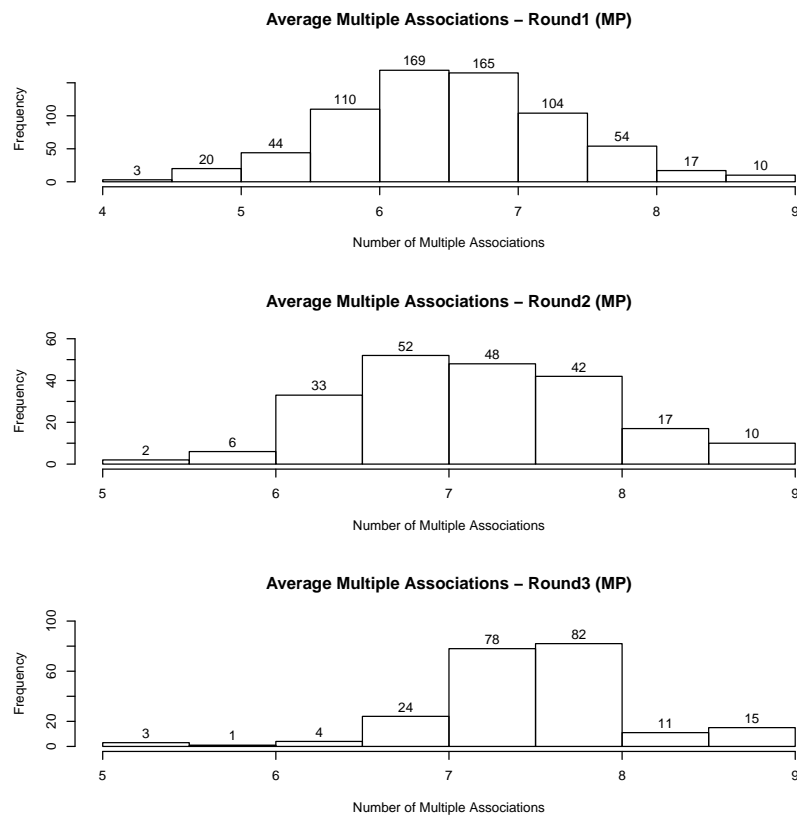 Average Multiple Associations – Round1 (MP)
Frequency
0 50 100
3 20 44 110 169 165 104 54 17 10
4 5 6 7 8 9
Number of Multiple Associations
Average Multiple Associations – Round2 (MP)
Frequency
0 20 40 60
2 6 33 52 48 42 17 10
5 6 7 8 9
Number of Multiple Associations
Average Multiple Associations – Round3 (MP)
Frequency
0 20 60 100
3 1 4 24 78 82 11 15
5 6 7 8 9
Number of Multiple Associations